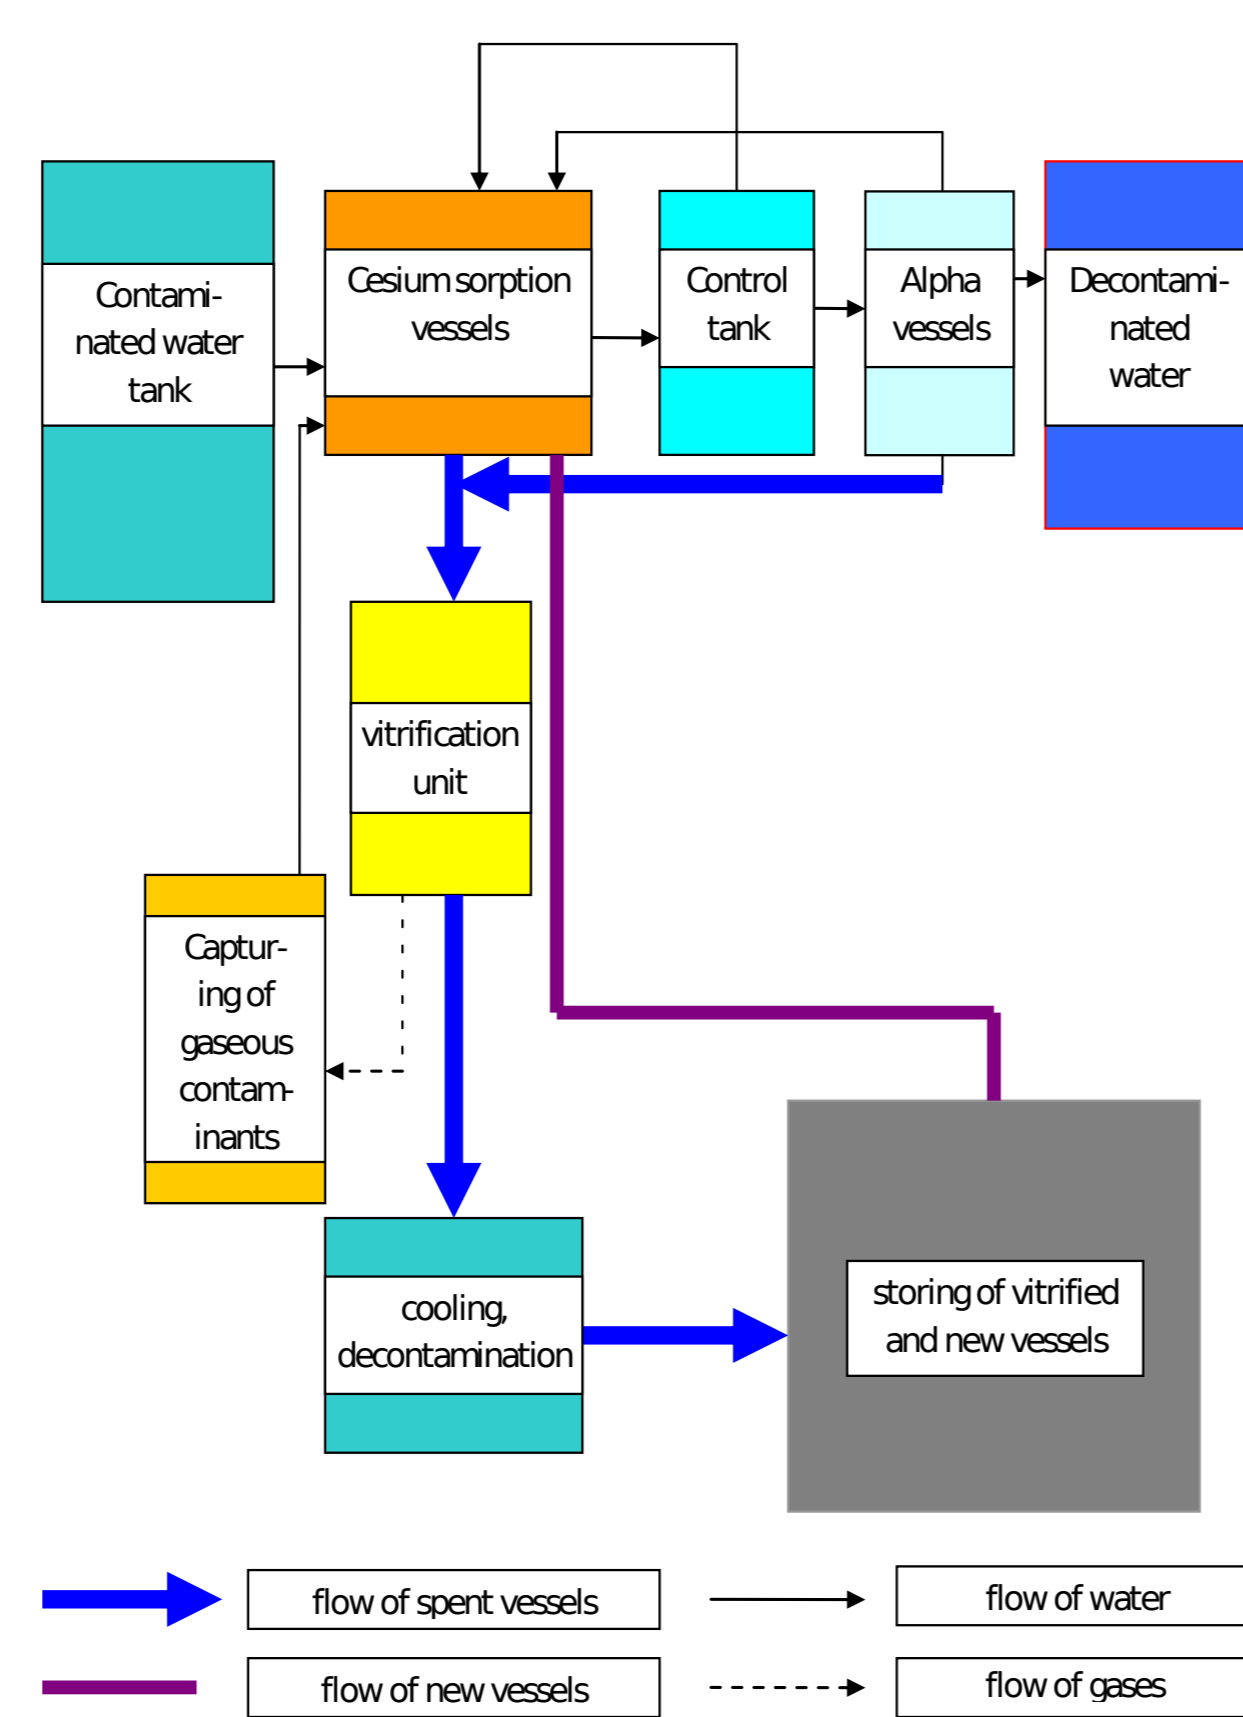 Contami-
nated water
tank
Cesium sorption
vessels
Control
tank
Alpha
vessels
Decontami-
nated
water
vitrification
unit
Captur-
ing of
gaseous
contam-
inants
cooling,
decontamination
storing of vitrified
and new vessels
flow of spent vessels
flow of water
flow of new vessels
flow of gases